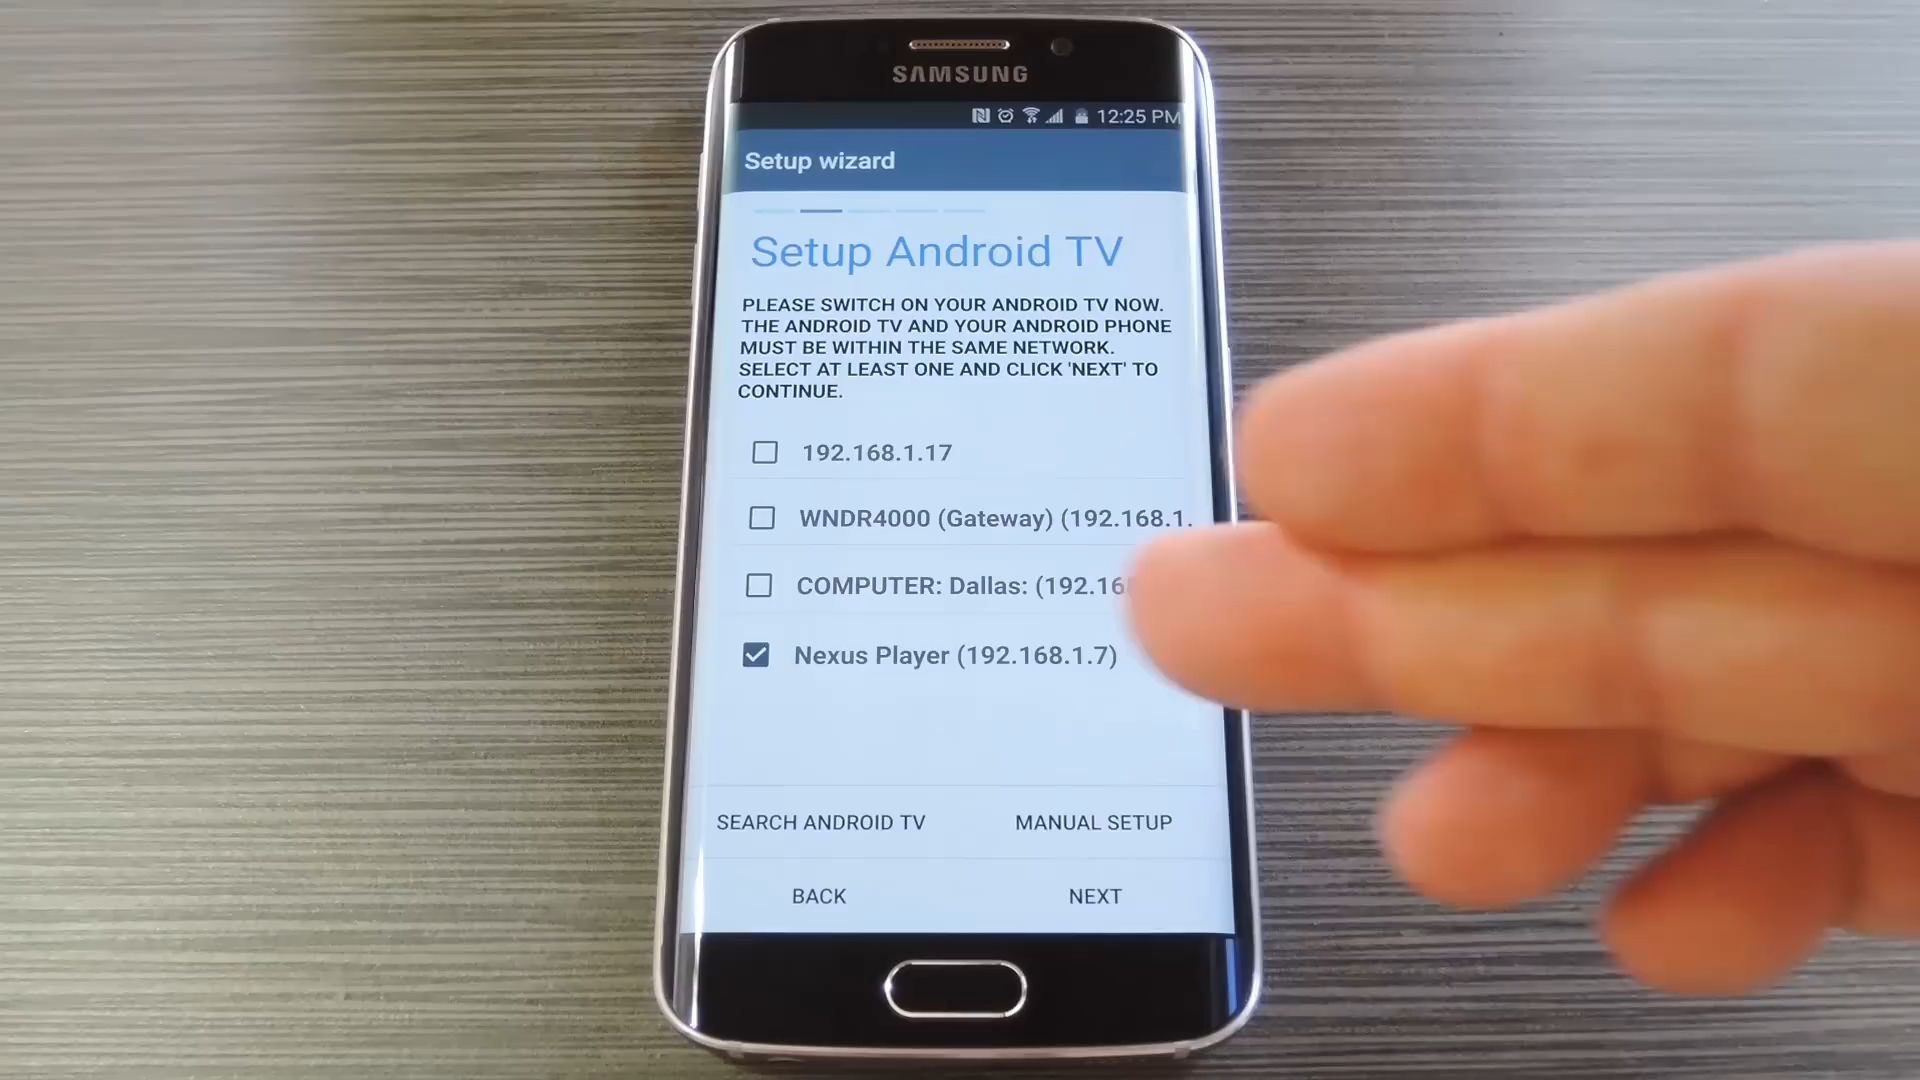 SAMSUNG
12:25 PM
Setup wizard
Setup Android TV
PLEASE SWITCH ON YOUR ANDROID TV NOW.
THE ANDROID TV AND YOUR ANDROID PHONE
MUST BE WITHIN THE SAME NETWORK.
SELECT AT LEAST ONE AND CLICK 'NEXT' TO
CONTINUE.
192.168.1.17
WNDR4000 (Gateway) (192.168.1.
COMPUTER: Dallas: (192.16
Nexus Player (192.168.1.7)
SEARCH ANDROID TV MANUAL SETUP
BACK NEXT